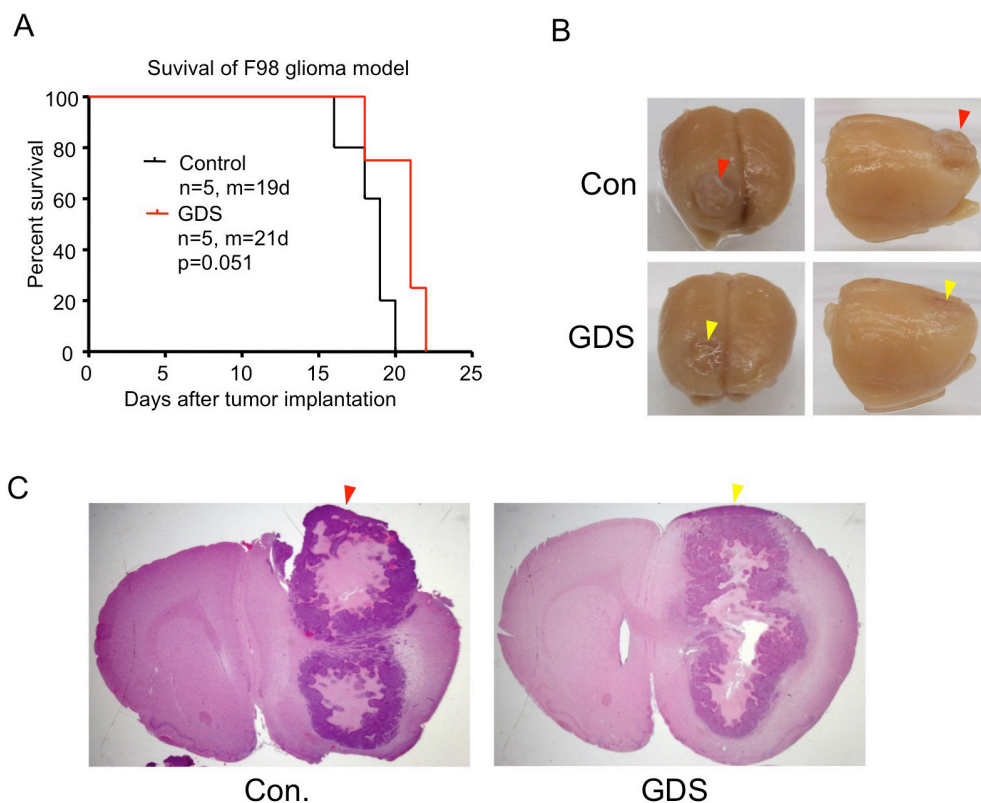 A
Suvival of F98 glioma model
100
80
60
40
20
0
Percent survival
Control
n=5, m=19d
GDS
n=5, m=21d
p=0.051
0 5 10 15 20 25
Days after tumor implantation
B
Con
GDS
C
Con.
GDS